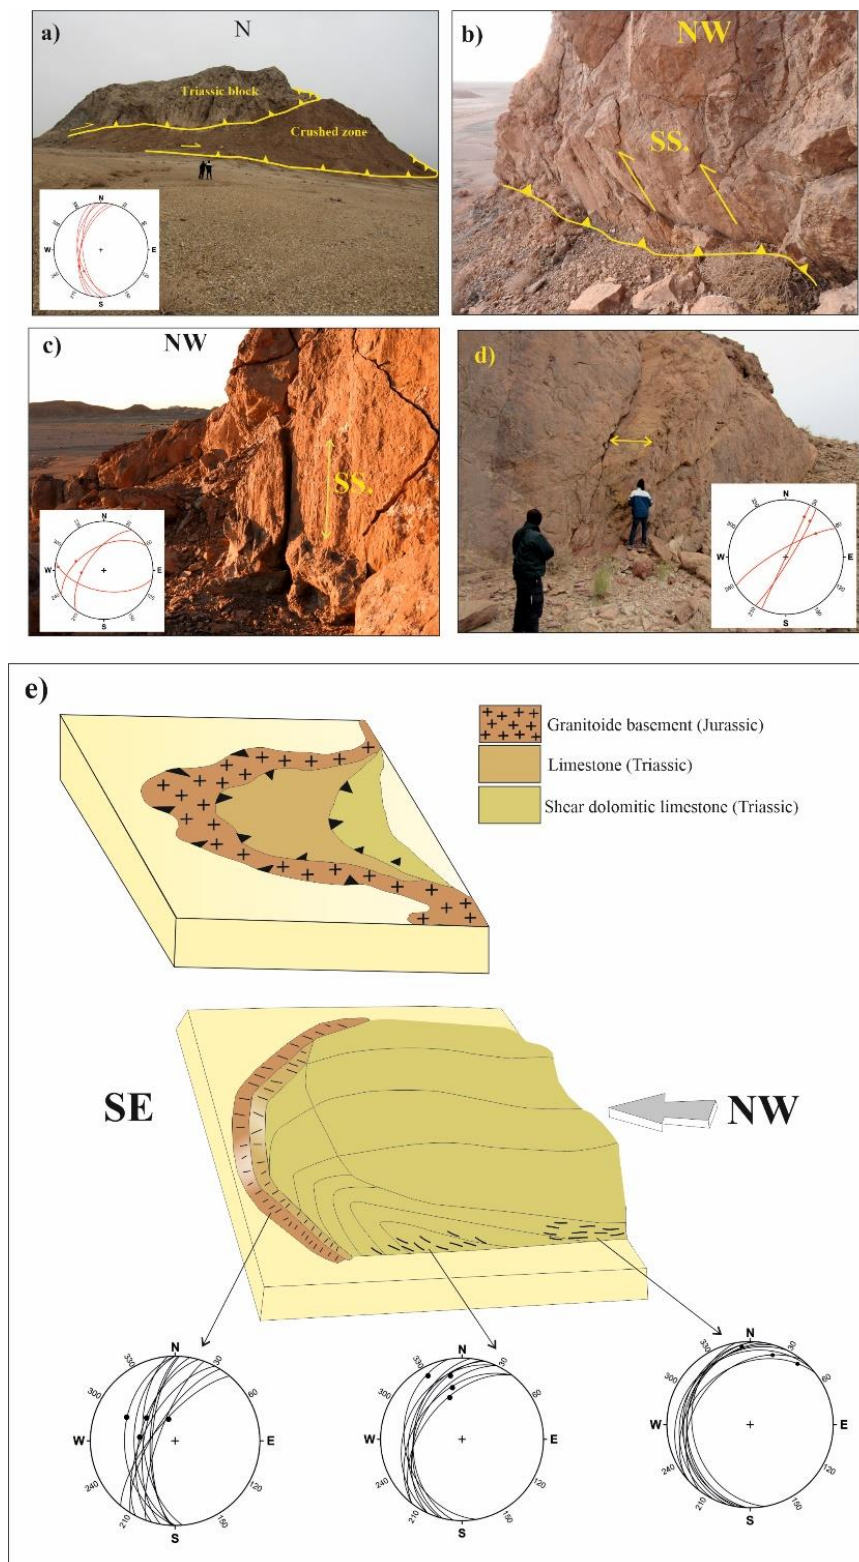 a)
N
Triassic block
Crushed zone
N
W
E
S
b)
NW
SS.
c)
NW
SS.
N
W
E
S
d)
N
W
E
S
e)
Granitoide basement (Jurassic)
Limestone (Triassic)
Shear dolomitic limestone (Triassic)
SE
NW
N
330
30
300
60
W
E
240
120
210
150
S
N
330
30
300
60
W
E
240
120
210
150
S
N
330
30
300
60
W
E
240
120
210
150
S